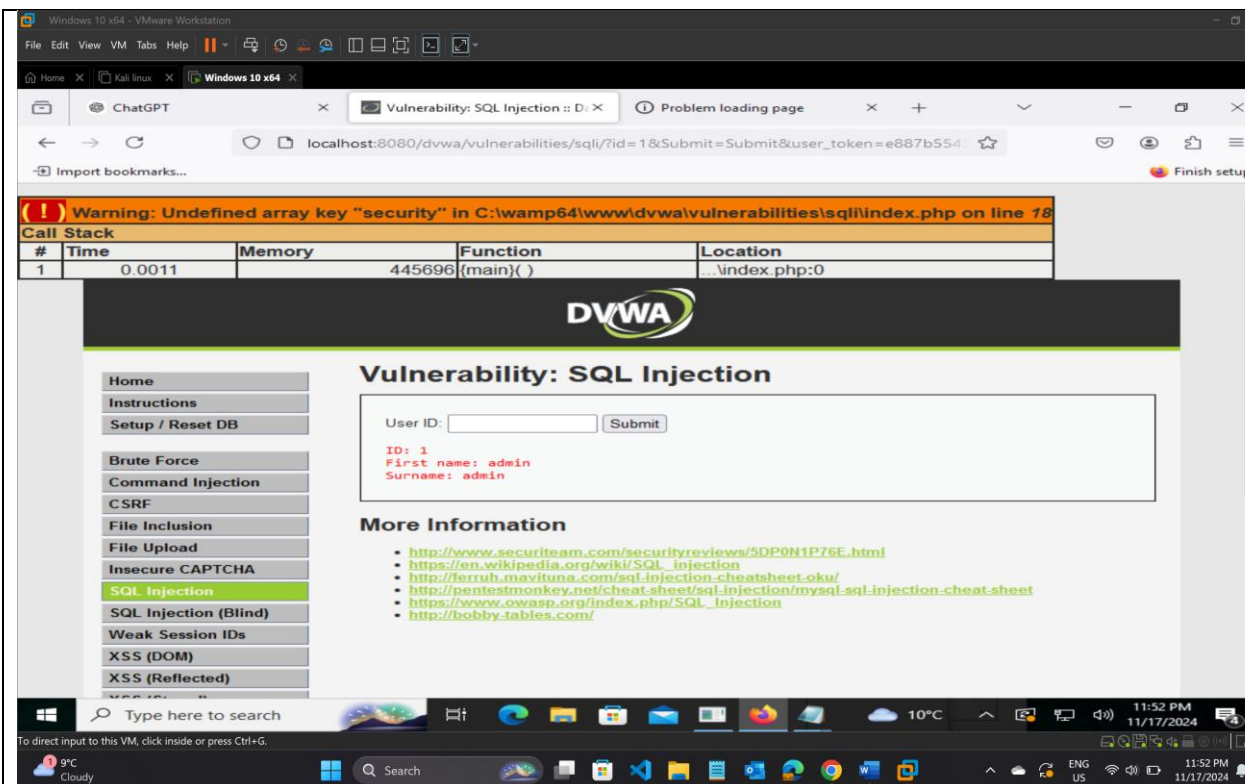 Windows 10 x64 - VMware Workstation
File Edit View VM Tabs Help
Home Kali linux Windows 10 x64
ChatGPT Vulnerability: SQL Injection :: Da Problem loading page
localhost:8080/dvwa/vulnerabilities/sqli/?id=1&Submit=Submit&user_token=e887b554
Import bookmarks... Finish setup
( ! ) Warning: Undefined array key "security" in C:\wamp64\www\dvwa\vulnerabilities\sqli\index.php on line 18
Call Stack
# Time Memory Function Location
1 0.0011 445696 {main}( ) ...\index.php:0
DVWA
Home
Instructions
Setup / Reset DB
Brute Force
Command Injection
CSRF
File Inclusion
File Upload
Insecure CAPTCHA
SQL Injection
SQL Injection (Blind)
Weak Session IDs
XSS (DOM)
XSS (Reflected)
Vulnerability: SQL Injection
User ID: Submit
ID: 1
First name: admin
Surname: admin
More Information
http://www.securiteam.com/securityreviews/5DP0N1P76E.html
https://en.wikipedia.org/wiki/SQL_injection
http://ferruh.mavituna.com/sql-injection-cheatsheet-oku/
http://pentestmonkey.net/cheat-sheet/sql-injection/mysql-sql-injection-cheat-sheet
https://www.owasp.org/index.php/SQL_Injection
http://bobby-tables.com/
Type here to search 10°C 11:52 PM
11/17/2024
To direct input to this VM, click inside or press Ctrl+G.
9°C
Cloudy
Search
ENG
US
11:52 PM
11/17/2024